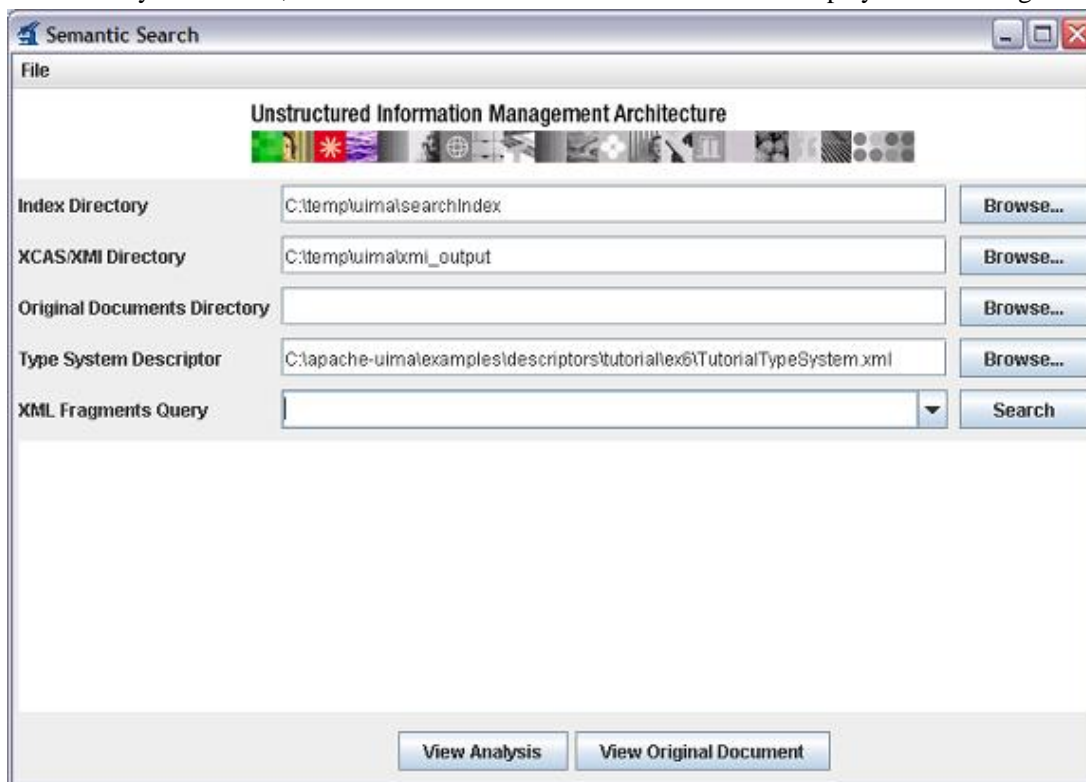 Semantic Search
File
Unstructured Information Management Architecture
Index Directory C:\temp\uima\searchIndex Browse...
XCAS/XMI Directory C:\temp\uima\xmi_output Browse...
Original Documents Directory Browse...
Type System Descriptor C:\apache-uima\examples\descriptors\tutorial\ex6\TutorialTypeSystem.xml Browse...
XML Fragments Query Search
View Analysis View Original Document